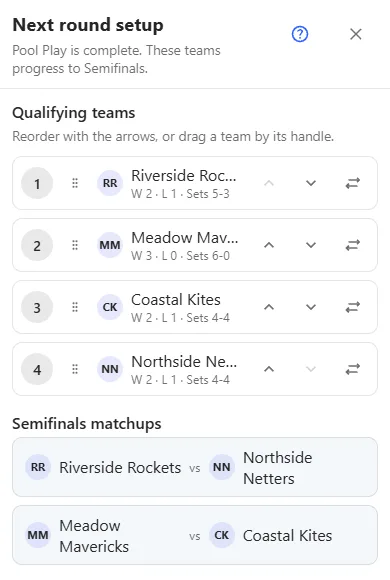 Next round setup
Pool Play is complete. These teams
progress to Semifinals.
Qualifying teams
Reorder with the arrows, or drag a team by its handle.
1 RR Riverside Roc...
W 2 · L 1 · Sets 5-3
2 MM Meadow Mav...
W 3 · L 0 · Sets 6-0
3 CK Coastal Kites
W 2 · L 1 · Sets 4-4
4 NN Northside Ne...
W 2 · L 1 · Sets 4-4
Semifinals matchups
RR Riverside Rockets vs NN Northside
Netters
MM Meadow
Mavericks vs CK Coastal Kites